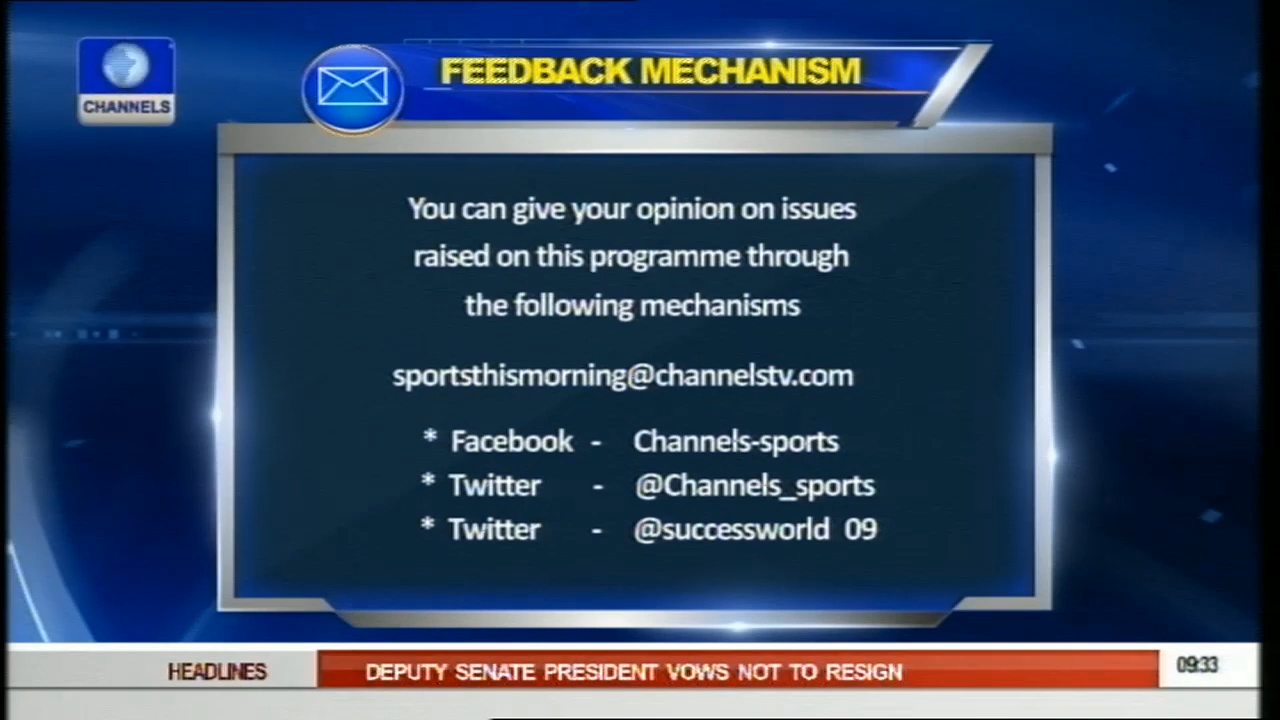 CHANNELS
FEEDBACK MECHANISM
You can give your opinion on issues
raised on this programme through
the following mechanisms
sportsthismorning@channelstv.com
* Facebook - Channels-sports
* Twitter - @Channels_sports
* Twitter - @successworld 09
HEADLINES DEPUTY SENATE PRESIDENT VOWS NOT TO RESIGN 09:33